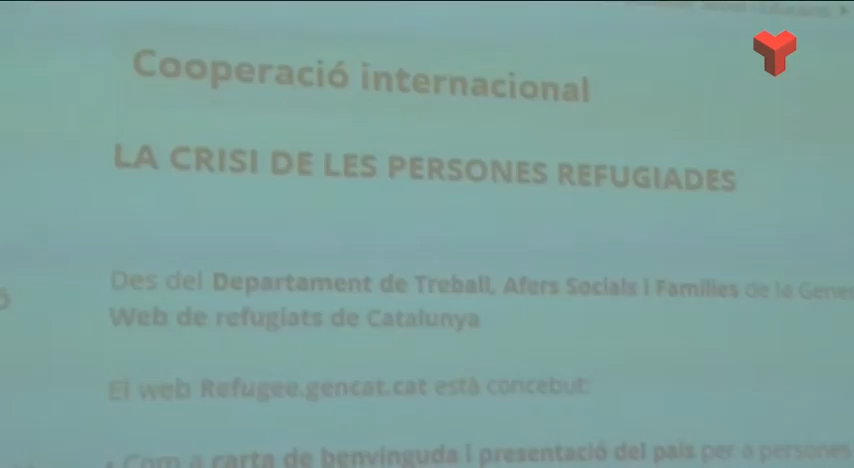 Cooperació internacional
LA CRISI DE LES PERSONES REFUGIADES
Des del Departament de Treball, Afers Socials i Famílies de la Gener
Web de refugiats de Catalunya
El web Refugee.gencat.cat està concebut:
• Com a carta de benvinguda i presentació del país per a persones